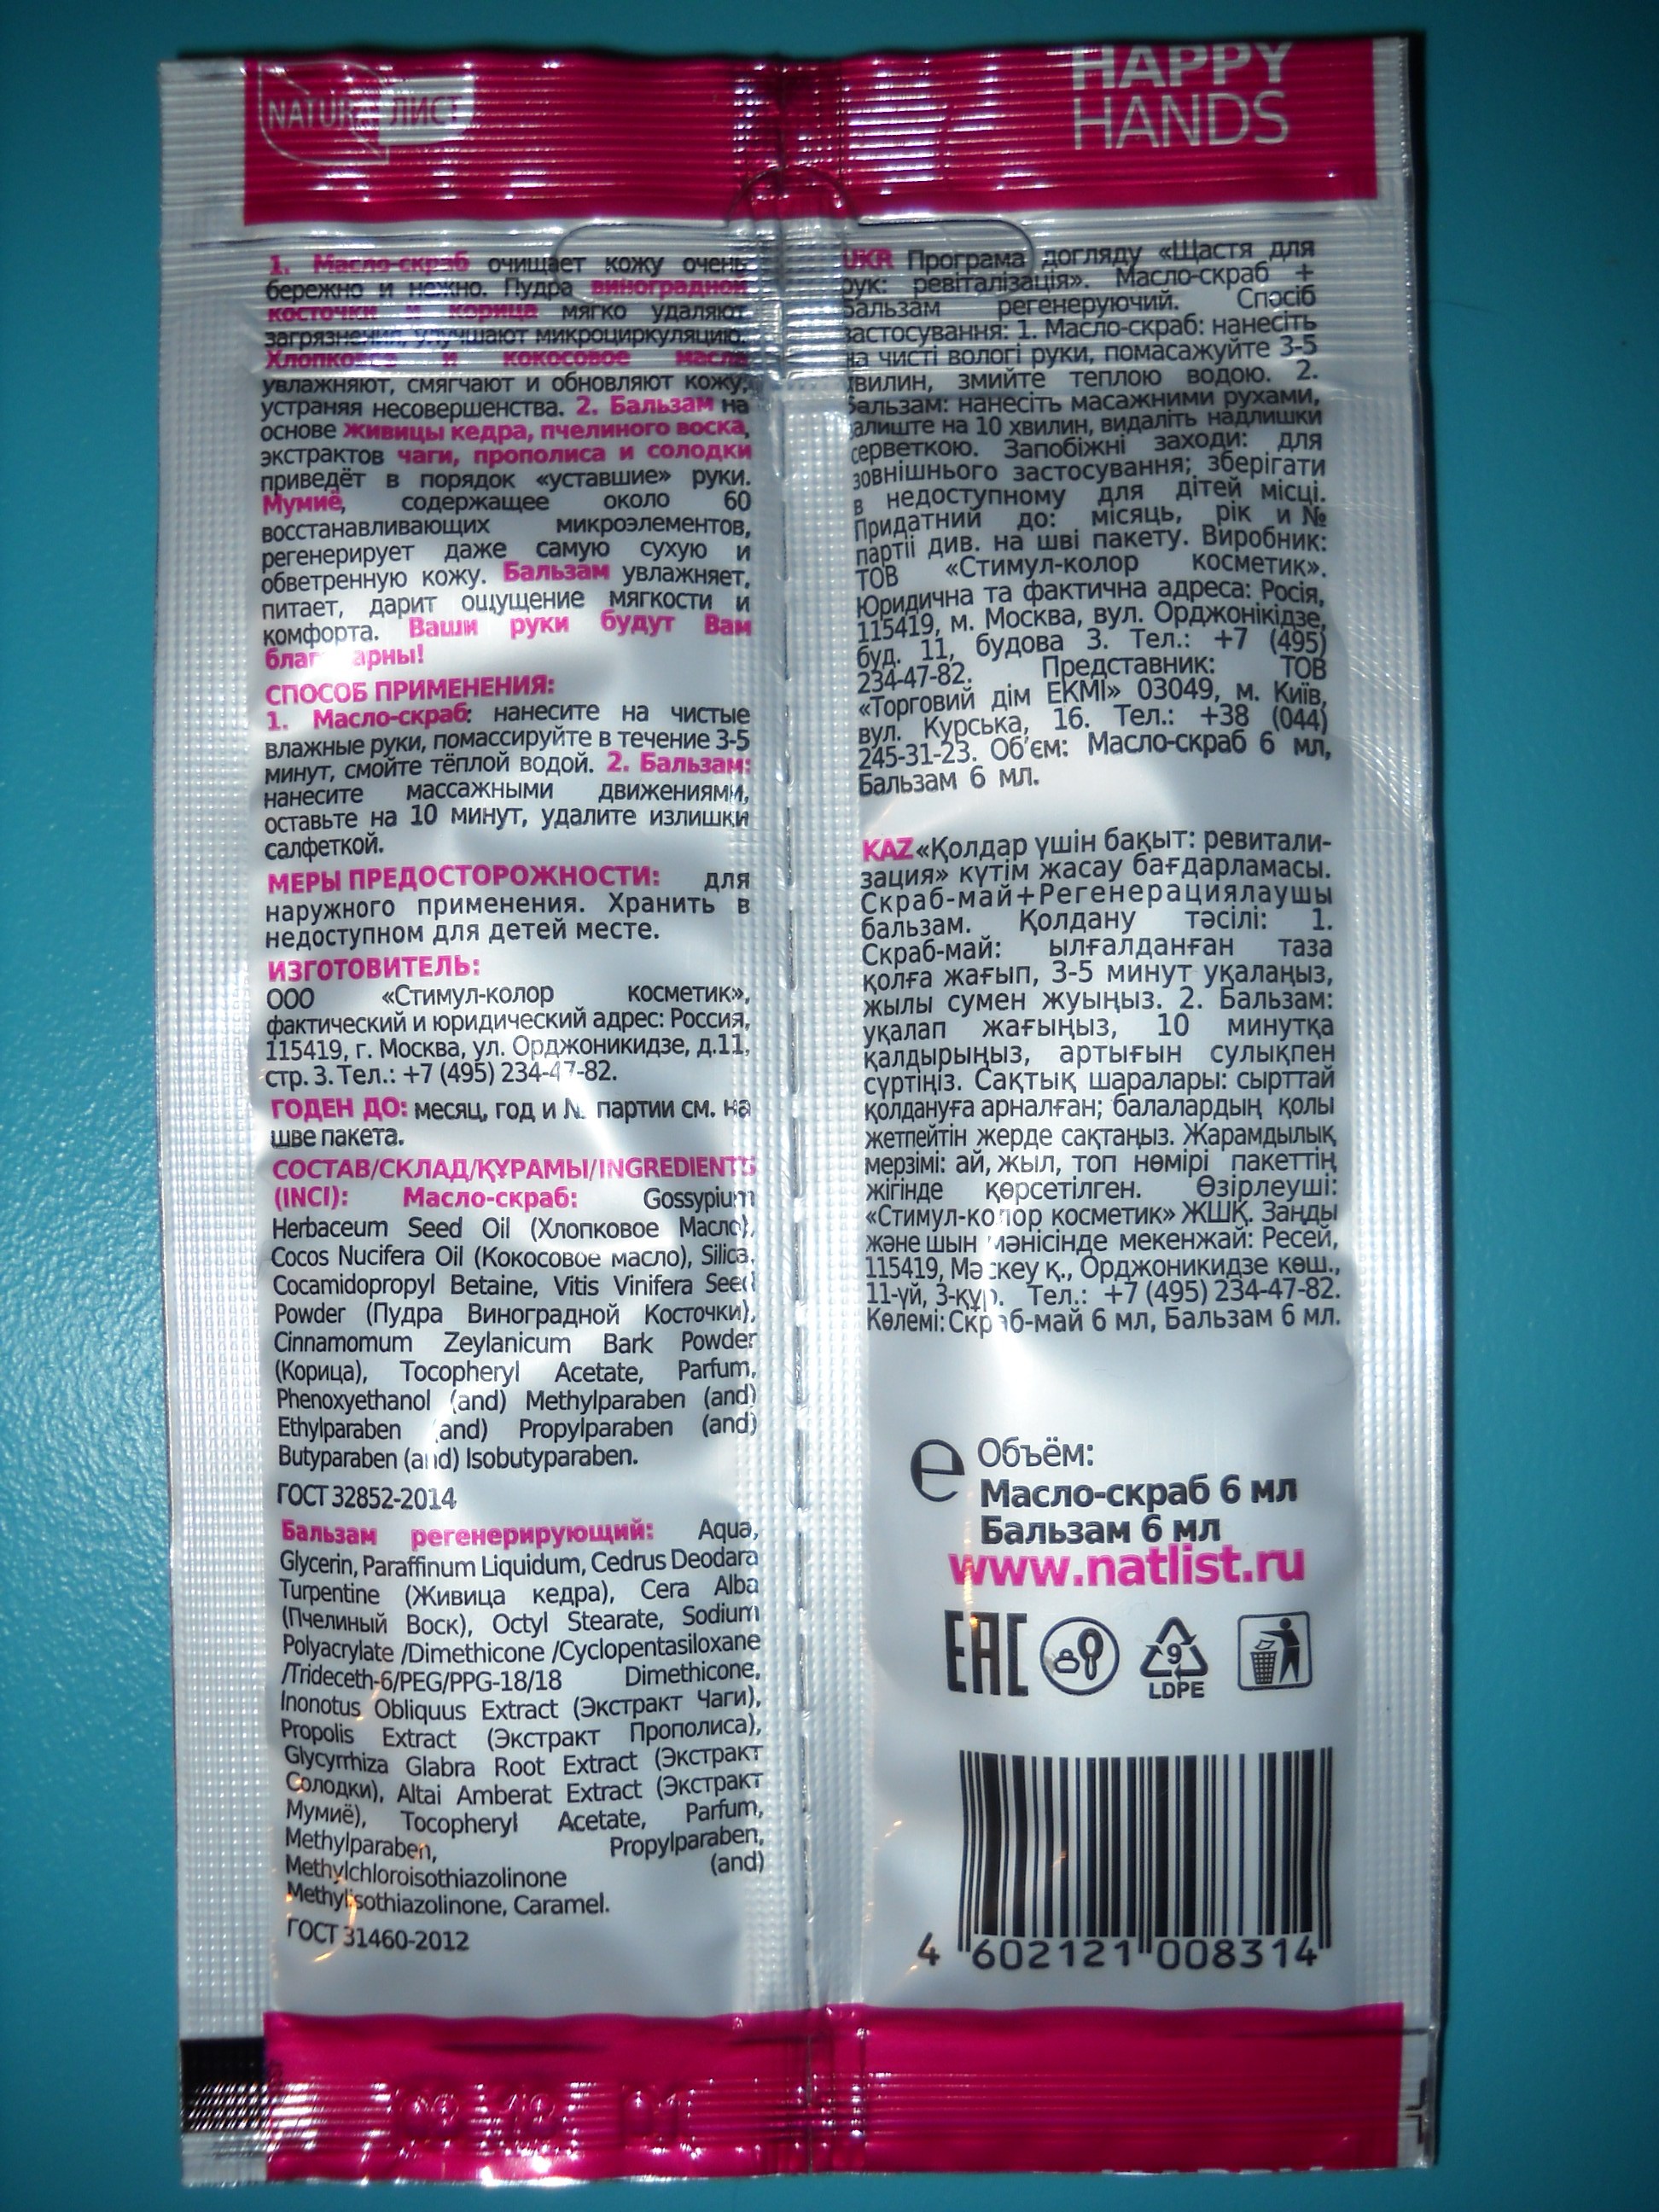 NATURA ЛИСТ
HAPPY
HANDS
1. Масло-скраб очищает кожу очень
бережно и нежно. Пудра виноградной
косточки и корица мягко удаляют
загрязнения, улучшают микроциркуляцию.
Хлопковое и кокосовое масла
увлажняют, смягчают и обновляют кожу,
устраняя несовершенства. 2. Бальзам на
основе живицы кедра, пчелиного воска,
экстрактов чаги, прополиса и солодки
приведёт в порядок «уставшие» руки.
Мумиё, содержащее около 60
восстанавливающих микроэлементов,
регенерирует даже самую сухую и
обветренную кожу. Бальзам увлажняет,
питает, дарит ощущение мягкости и
комфорта. Ваши руки будут Вам
благодарны!
СПОСОБ ПРИМЕНЕНИЯ:
1. Масло-скраб: нанесите на чистые
влажные руки, помассируйте в течение 3-5
минут, смойте тёплой водой. 2. Бальзам:
нанесите массажными движениями,
оставьте на 10 минут, удалите излишки
салфеткой.
МЕРЫ ПРЕДОСТОРОЖНОСТИ: для
наружного применения. Хранить в
недоступном для детей месте.
ИЗГОТОВИТЕЛЬ:
ООО «Стимул-колор косметик»,
фактический и юридический адрес: Россия,
115419, г. Москва, ул. Орджоникидзе, д.11,
стр. 3. Тел.: +7 (495) 234-47-82.
ГОДЕН ДО: месяц, год и № партии см. на
шве пакета.
СОСТАВ/СКЛАД/ҚҰРАМЫ/INGREDIENTS
(INCI): Масло-скраб: Gossypium
Herbaceum Seed Oil (Хлопковое Масло),
Cocos Nucifera Oil (Кокосовое масло), Silica,
Cocamidopropyl Betaine, Vitis Vinifera Seed
Powder (Пудра Виноградной Косточки),
Cinnamomum Zeylanicum Bark Powder
(Корица), Tocopheryl Acetate, Parfum,
Phenoxyethanol (and) Methylparaben (and)
Ethylparaben (and) Propylparaben (and)
Butyparaben (and) Isobutyparaben.
ГОСТ 32852-2014
Бальзам регенерирующий: Aqua,
Glycerin, Paraffinum Liquidum, Cedrus Deodara
Turpentine (Живица кедра), Cera Alba
(Пчелиный Воск), Octyl Stearate, Sodium
Polyacrylate /Dimethicone /Cyclopentasiloxane
/Trideceth-6/PEG/PPG-18/18 Dimethicone,
Inonotus Obliquus Extract (Экстракт Чаги),
Propolis Extract (Экстракт Прополиса),
Glycyrrhiza Glabra Root Extract (Экстракт
Солодки), Altai Amberat Extract (Экстракт
Мумиё), Tocopheryl Acetate, Parfum,
Methylparaben, Propylparaben,
Methylchloroisothiazolinone (and)
Methylisothiazolinone, Caramel.
ГОСТ 31460-2012
UKR Програма догляду «Щастя для
рук: ревіталізація». Масло-скраб +
бальзам регенеруючий. Спосіб
застосування: 1. Масло-скраб: нанесіть
на чисті вологі руки, помасажуйте 3-5
хвилин, змийте теплою водою. 2.
Бальзам: нанесіть масажними рухами,
залиште на 10 хвилин, видаліть надлишки
серветкою. Запобіжні заходи: для
зовнішнього застосування; зберігати
в недоступному для дітей місці.
Придатний до: місяць, рік и №
партії див. на шві пакету. Виробник:
ТОВ «Стимул-колор косметик».
Юридична та фактична адреса: Росія,
115419, м. Москва, вул. Орджонікідзе,
буд. 11, будова 3. Тел.: +7 (495)
234-47-82. Представник: ТОВ
«Торговий дім ЕКМІ» 03049, м. Київ,
вул. Курська, 16. Тел.: +38 (044)
245-31-23. Об'єм: Масло-скраб 6 мл,
Бальзам 6 мл.
KAZ «Қолдар үшін бақыт: ревитали-
зация» күтім жасау бағдарламасы.
Скраб-май+Регенерациялаушы
бальзам. Қолдану тәсілі: 1.
Скраб-май: ылғалданған таза
қолға жағып, 3-5 минут уқалаңыз,
жылы сумен жуыңыз. 2. Бальзам:
уқалап жағыңыз, 10 минутқа
қалдырыңыз, артығын сулықпен
сүртіңіз. Сақтық шаралары: сырттай
қолдануға арналған; балалардың қолы
жетпейтін жерде сақтаңыз. Жарамдылық
мерзімі: ай, жыл, топ нөмірі пакеттің
жігінде көрсетілген. Өзірлеуші:
«Стимул-колор косметик» ЖШҚ. Заңды
және шын мәнісінде мекенжай: Ресей,
115419, Мәскеу қ., Орджоникидзе көш.,
11-үй, 3-құр. Тел.: +7 (495) 234-47-82.
Көлемі: Скраб-май 6 мл, Бальзам 6 мл.
e Объём:
Масло-скраб 6 мл
Бальзам 6 мл
www.natlist.ru
EAC
9
LDPE
4 602121 008314